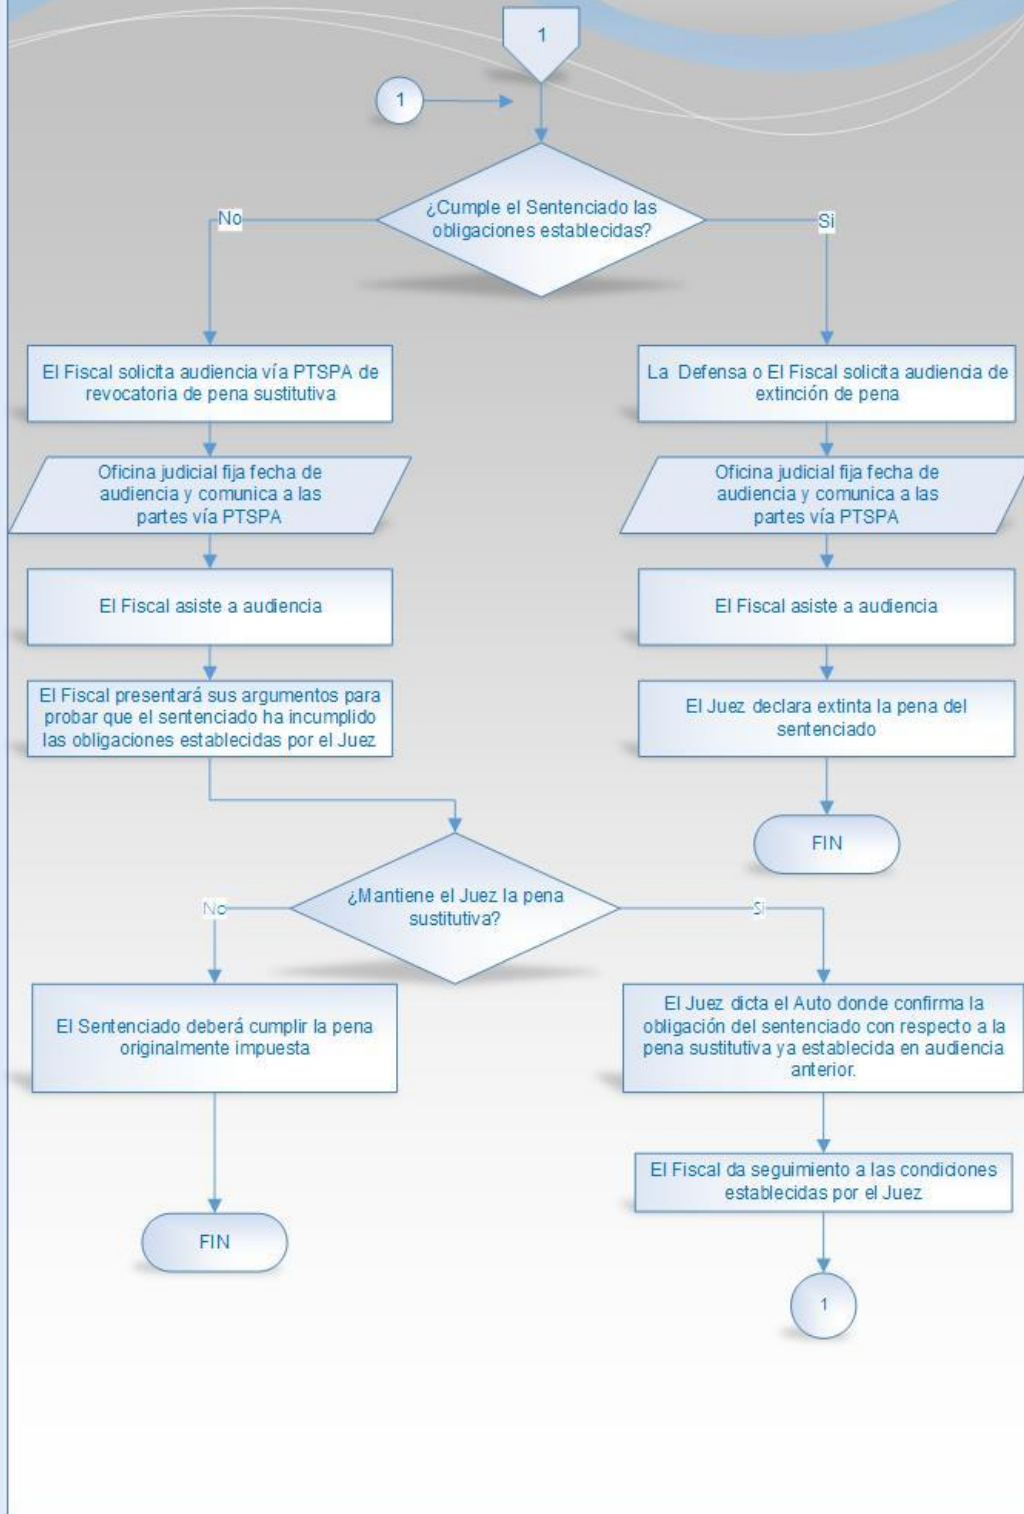 1
1
¿Cumple el Sentenciado las
obligaciones establecidas?
No
Si
El Fiscal solicita audiencia vía PTSPA de
revocatoria de pena sustitutiva
La Defensa o El Fiscal solicita audiencia de
extinción de pena
Oficina judicial fija fecha de
audiencia y comunica a las
partes vía PTSPA
Oficina judicial fija fecha de
audiencia y comunica a las
partes vía PTSPA
El Fiscal asiste a audiencia
El Fiscal asiste a audiencia
El Fiscal presentará sus argumentos para
probar que el sentenciado ha incumplido
las obligaciones establecidas por el Juez
El Juez declara extinta la pena del
sentenciado
FIN
¿Mantiene el Juez la pena
sustitutiva?
No
Si
El Sentenciado deberá cumplir la pena
originalmente impuesta
El Juez dicta el Auto donde confirma la
obligación del sentenciado con respecto a la
pena sustitutiva ya establecida en audiencia
anterior.
El Fiscal da seguimiento a las condiciones
establecidas por el Juez
FIN
1